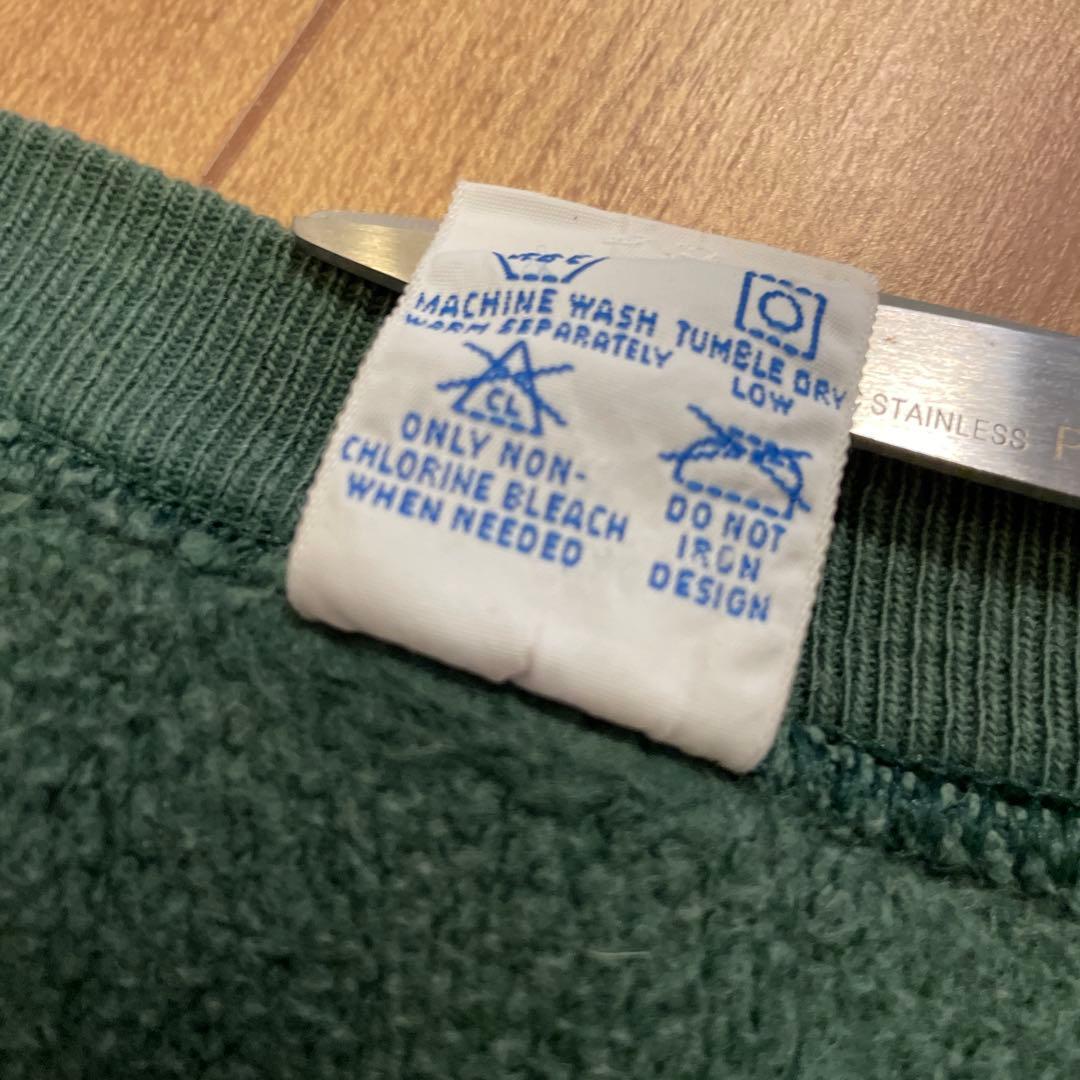 MACHINE WASH
WARM SEPARATELY
TUMBLE DRY
LOW
CL
ONLY NON-
CHLORINE BLEACH
WHEN NEEDED
DO NOT
IRON
DESIGN
STAINLESS P